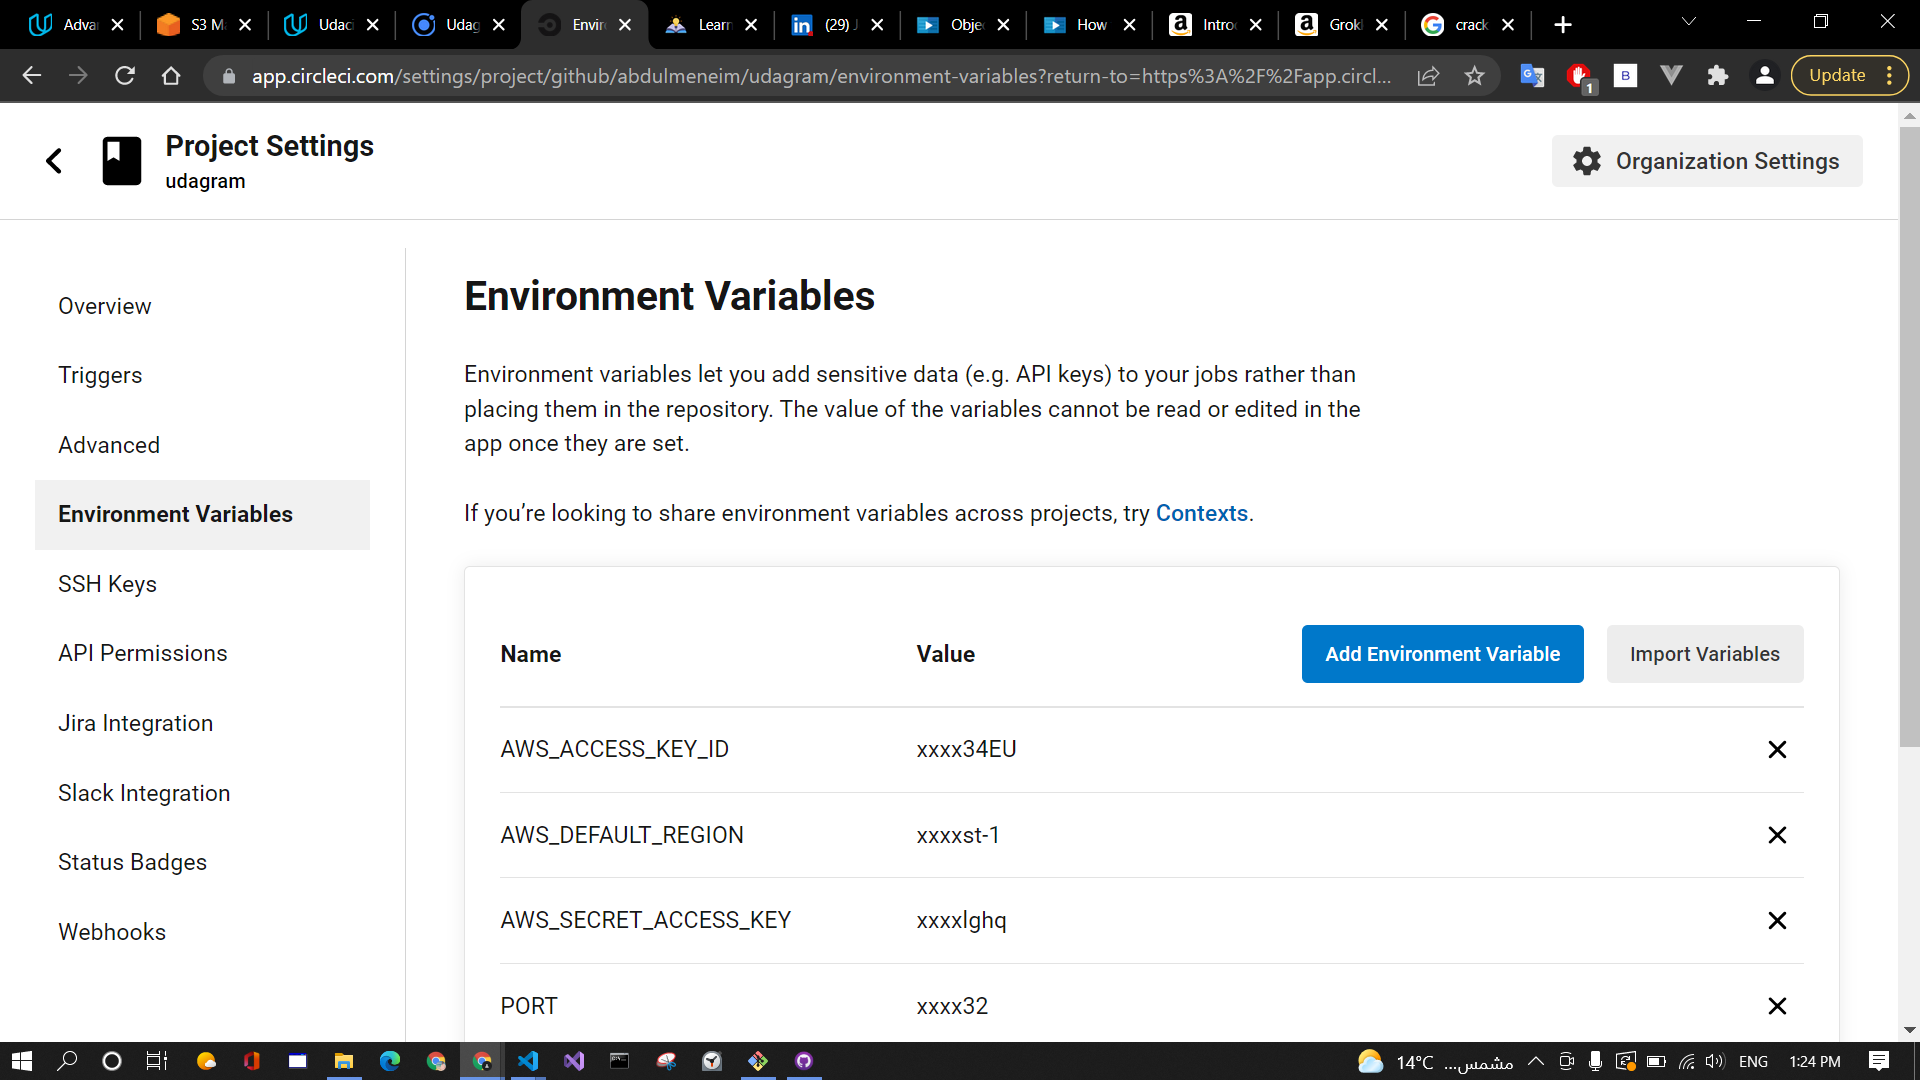 Adva
S3 Ma
Udaci
Udag
Envir
Learn
(29) J
Obje
How
Intro
Grok
crack
app.circleci.com/settings/project/github/abdulmeneim/udagram/environment-variables?return-to=https%3A%2F%2Fapp.circl...
1
B
Update
Project Settings
udagram
Organization Settings
Overview
Triggers
Advanced
Environment Variables
SSH Keys
API Permissions
Jira Integration
Slack Integration
Status Badges
Webhooks
Environment Variables
Environment variables let you add sensitive data (e.g. API keys) to your jobs rather than
placing them in the repository. The value of the variables cannot be read or edited in the
app once they are set.
If you’re looking to share environment variables across projects, try Contexts.
Name Value Add Environment Variable Import Variables
AWS_ACCESS_KEY_ID xxxx34EU
AWS_DEFAULT_REGION xxxxst-1
AWS_SECRET_ACCESS_KEY xxxxlghq
PORT xxxx32
14°C مشمس... ENG 1:24 PM